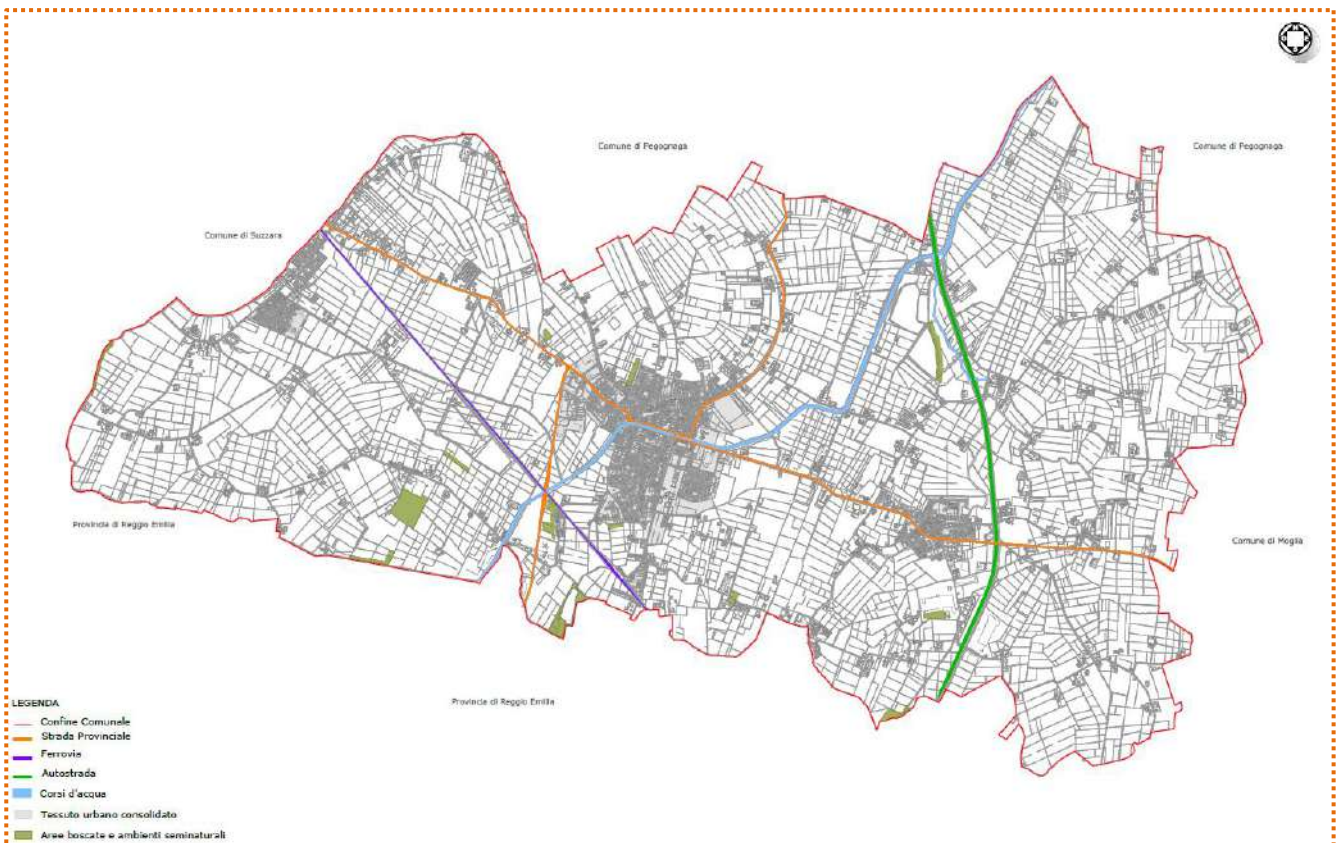 Comune di Pegognaga
Comune di Pegognaga
Comune di Suzzara
Provincia di Reggio Emilia
Comune di Moglia
Provincia di Reggio Emilia
LEGENDA
Confine Comunale
Strada Provinciale
Ferrovia
Autostrada
Corsi d'acqua
Tessuto urbano consolidato
Aree boscate e ambienti seminaturali